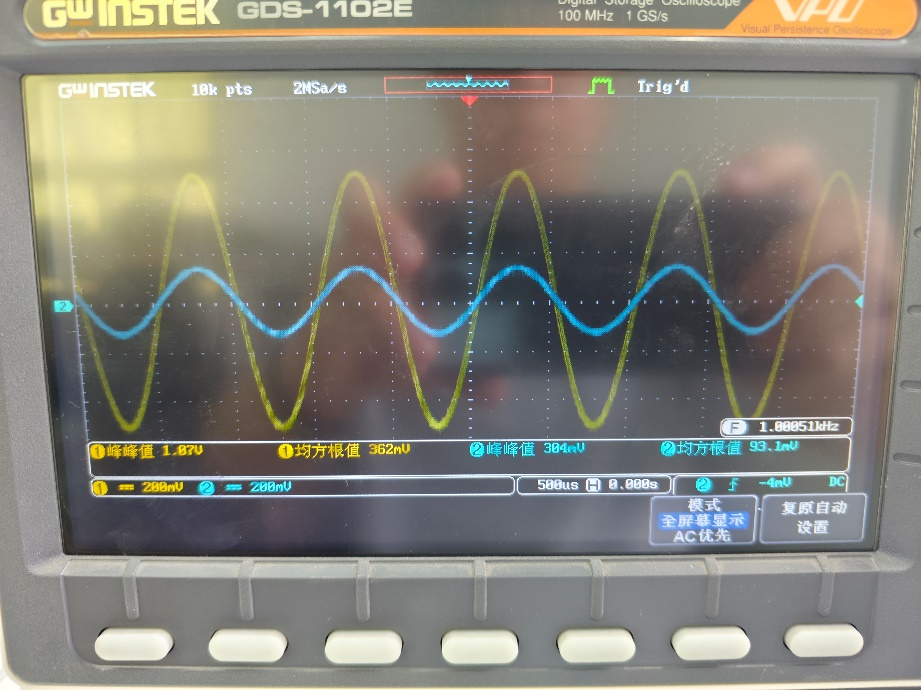 GW INSTEK GDS-1102E
Digital Storage Oscilloscope
100 MHz 1 GS/s
VPO
Visual Persistence Oscilloscope
GW INSTEK 10k pts 2MSa/s Trig'd
2
F 1.00051kHz
1 峰峰值 1.07V 1 均方根值 362mV 2 峰峰值 304mV 2 均方根值 93.1mV
1 200mV 2 200mV 500us H 0.000s 2 -4mV DC
模式
全屏幕显示
AC优先
复原自动
设置